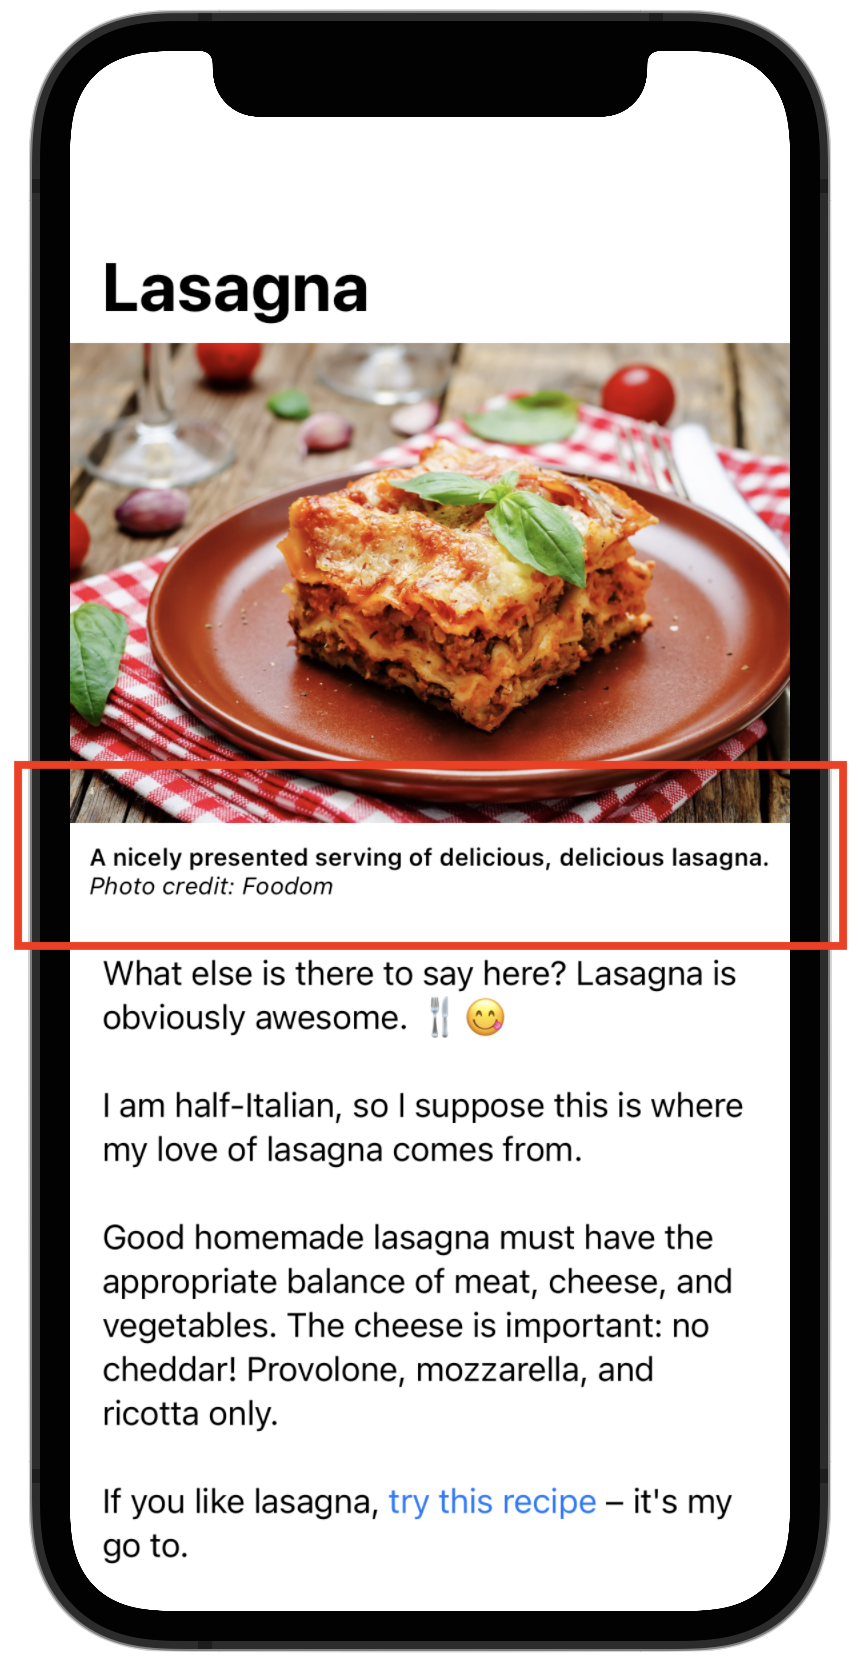 Lasagna
A nicely presented serving of delicious, delicious lasagna.
Photo credit: Foodom
What else is there to say here? Lasagna is
obviously awesome. 🍴 😋
I am half-Italian, so I suppose this is where
my love of lasagna comes from.
Good homemade lasagna must have the
appropriate balance of meat, cheese, and
vegetables. The cheese is important: no
cheddar! Provolone, mozzarella, and
ricotta only.
If you like lasagna, try this recipe – it's my
go to.